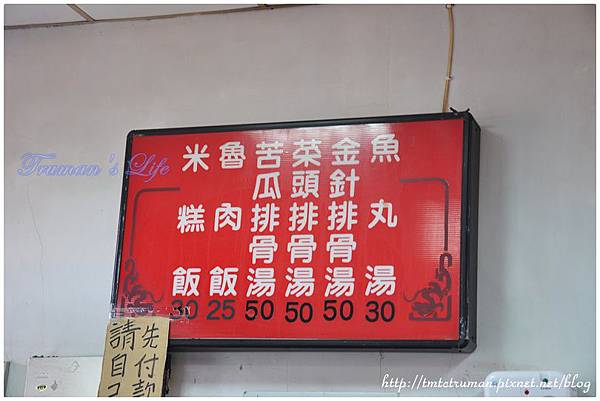 Truman's Life
魚丸湯 30
金針排骨湯 50
菜頭排骨湯 50
苦瓜排骨湯 50
魯肉飯 25
米糕飯 30
先付款
請自己
http://tmtctruman.pixnet.net/blog